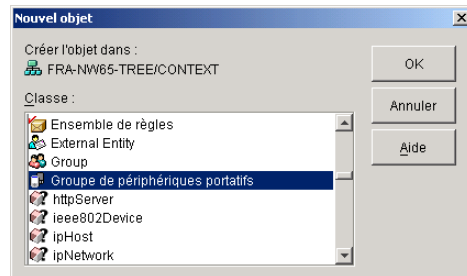 Nouvel objet
Créer l'objet dans :
FRA-NW65-TREE/CONTEXT
OK
Classe :
Annuler
Ensemble de règles
External Entity
Aide
Group
Groupe de périphériques portatifs
httpServer
ieee802Device
ipHost
ipNetwork